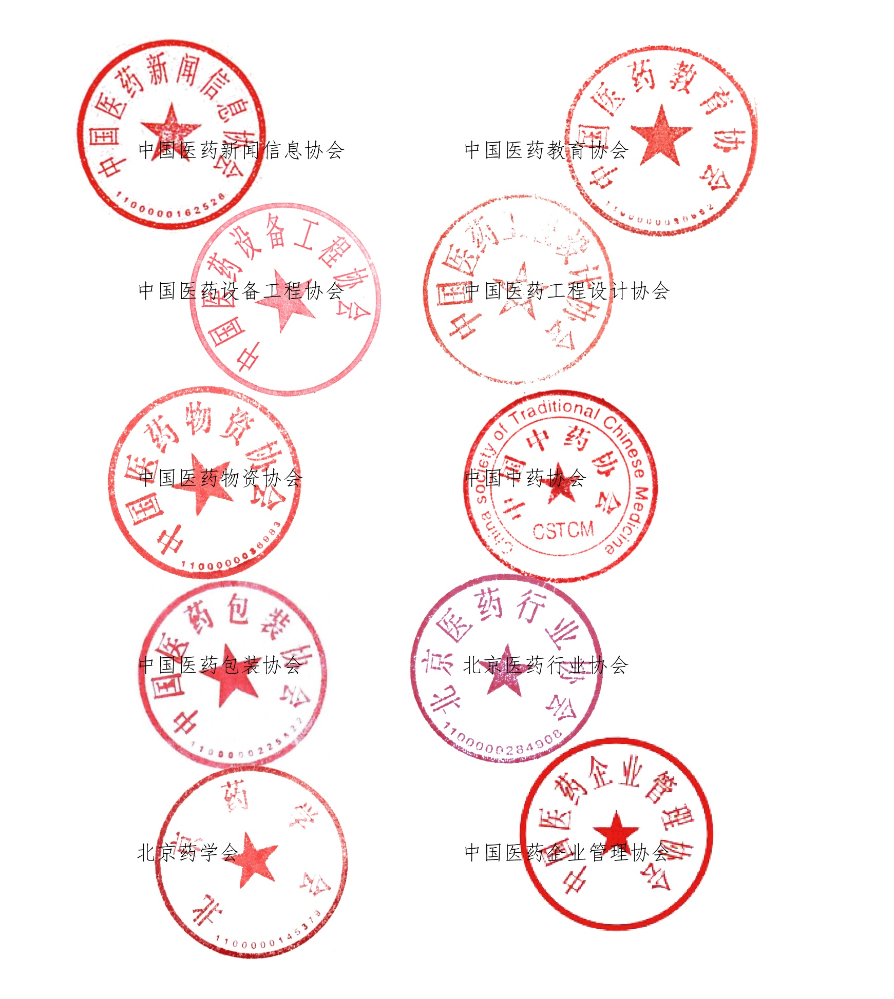 中国医药新闻信息协会
1100000162526
中国医药新闻信息协会
中国医药教育协会
中国医药教育协会
中国医药设备工程协会
中国医药设备工程协会
中国医药工程设计协会
中国医药工业设计协会
中国医药物资协会
1100000036983
中国医药物资协会
China society of Traditional Chinese Medicine
中国中药协会
CSTCM
中国中药协会
中国医药包装协会
中国医药包装协会
北京医药行业协会
1100000284908
北京医药行业协会
北京药学会
1100000145379
北京药学会
中国医药企业管理协会
中国医药企业管理协会